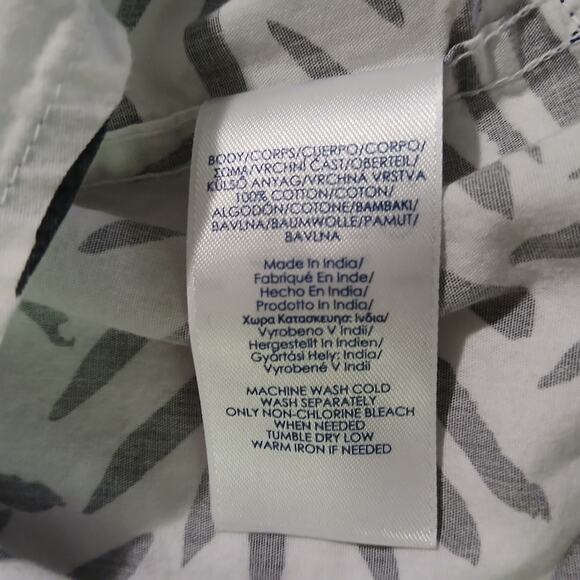 BODY/CORPS/CUERPO/CORPO/
ΣΩΜΑ/VRCHNÍ ČÁST/OBERTEIL/
KÜLSŐ ANYAG/VRCHNÁ VRSTVA
100% COTTON/COTON/
ALGODÓN/COTONE/ΒΑΜΒΑΚΙ/
BAVLNA/BAUMWOLLE/PAMUT/
BAVLNA
Made In India/
Fabriqué En Inde/
Hecho En India/
Prodotto in India/
Χωρα Κατασκευησ: Ινδια/
Vyrobeno V Indii/
Hergestellt in Indien/
Gyártási Hely: India/
Vyrobené V Indii
MACHINE WASH COLD
WASH SEPARATELY
ONLY NON-CHLORINE BLEACH
WHEN NEEDED
TUMBLE DRY LOW
WARM IRON IF NEEDED